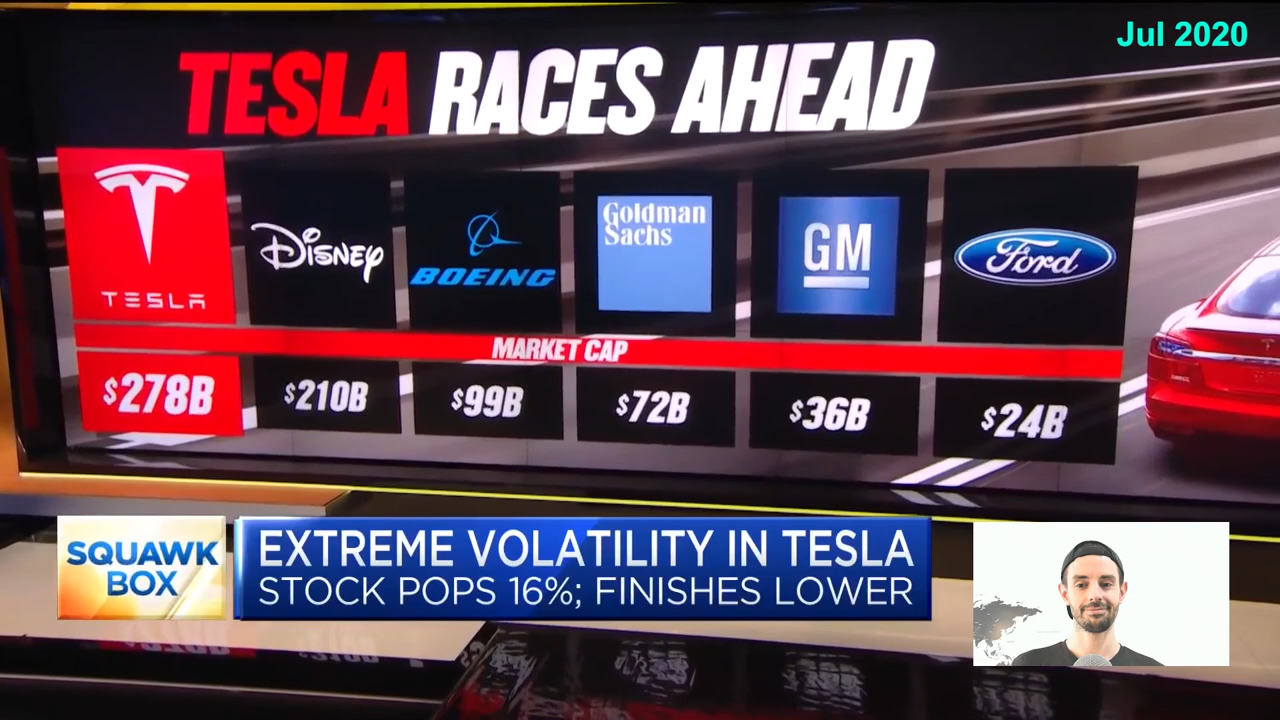 Jul 2020
TESLA RACES AHEAD
TESLA
Disney
BOEING
Goldman
Sachs
GM
Ford
MARKET CAP
$278B
$210B
$99B
$72B
$36B
$24B
SQUAWK
BOX
EXTREME VOLATILITY IN TESLA
STOCK POPS 16%; FINISHES LOWER